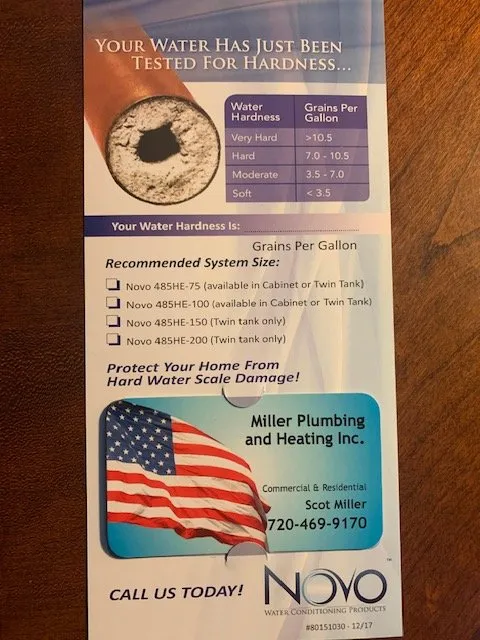 YOUR WATER HAS JUST BEEN
TESTED FOR HARDNESS...
Water Hardness Grains Per Gallon
Very Hard >10.5
Hard 7.0 - 10.5
Moderate 3.5 - 7.0
Soft < 3.5
Your Water Hardness Is:
Grains Per Gallon
Recommended System Size:
Novo 485HE-75 (available in Cabinet or Twin Tank)
Novo 485HE-100 (available in Cabinet or Twin Tank)
Novo 485HE-150 (Twin tank only)
Novo 485HE-200 (Twin tank only)
Protect Your Home From
Hard Water Scale Damage!
Miller Plumbing
and Heating Inc.
Commercial & Residential
Scot Miller
720-469-9170
CALL US TODAY!
NOVO™
WATER CONDITIONING PRODUCTS
#80151030 - 12/17